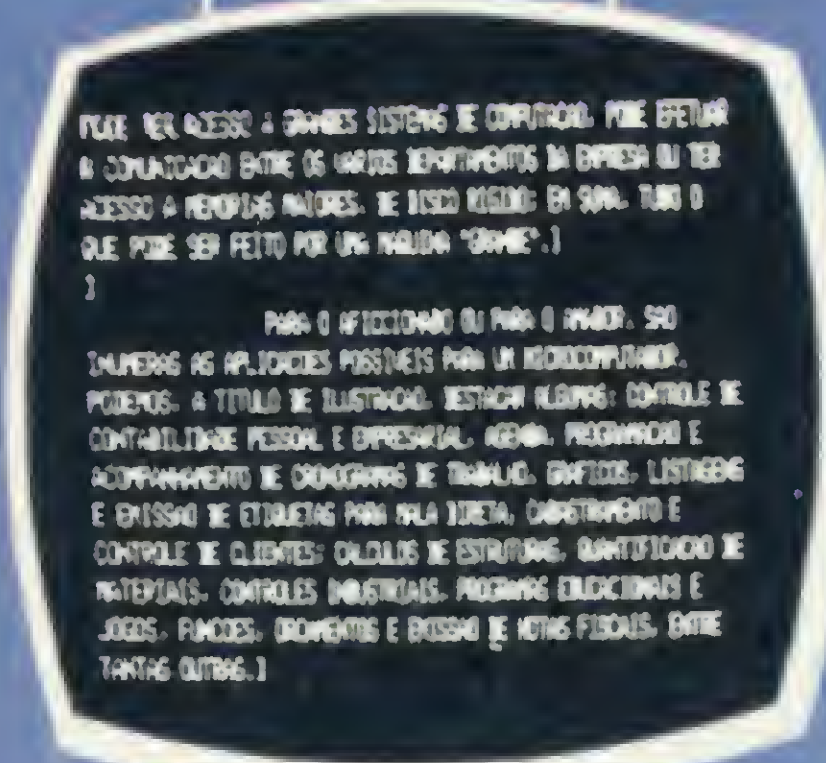 PODE TER ACESSO A GRANDES SISTEMAS DE COMPUTACAO. PODE EFETUAR
A COMUNICACAO ENTRE OS VARIOS DEPARTAMENTOS DA EMPRESA OU TER
ACESSO A MEMORIAS MAIORES. DE DISCO RIGIDO: EM SUMA. TUDO O
QUE PODE SER FEITO POR UMA MAQUINA "GRANDE".]
]
PARA O AFICCIONADO OU PARA O AMADOR. SAO
INUMERAS AS APLICACOES POSSIVEIS PARA UM MICROCOMPUTADOR.
PODEMOS. A TITULO DE ILUSTRACAO. DESTACAR ALGUMAS: CONTROLE DE
CONTABILIDADE PESSOAL E EMPRESARIAL. AGENDA. PROGRAMACAO E
ACOMPANHAMENTO DE CRONOGRAMAS DE TRABALHO. GRAFICOS. LISTAGENS
E EMISSAO DE ETIQUETAS PARA MALA DIRETA. CADASTRAMENTO E
CONTROLE DE CLIENTES: CALCULOS DE ESTRUTURAS. QUANTIFICACAO DE
MATERIAIS. CONTROLES INDUSTRIAIS. PROGRAMAS EDUCACIONAIS E
JOGOS. FUNCOES. ORCAMENTOS E EMISSAO DE NOTAS FISCAIS. ENTRE
TANTAS OUTRAS.]